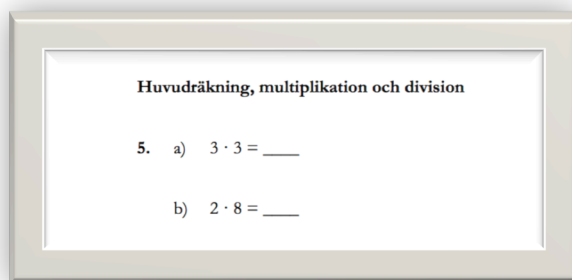 Huvudräkning, multiplikation och division
5. a) 3 · 3 = ____
b) 2 · 8 = ____